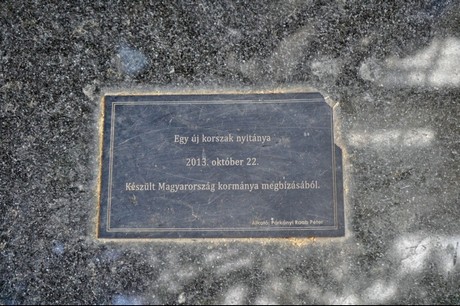 Egy új korszak nyitánya
2013. október 22.
Készült Magyarország kormánya megbízásából.